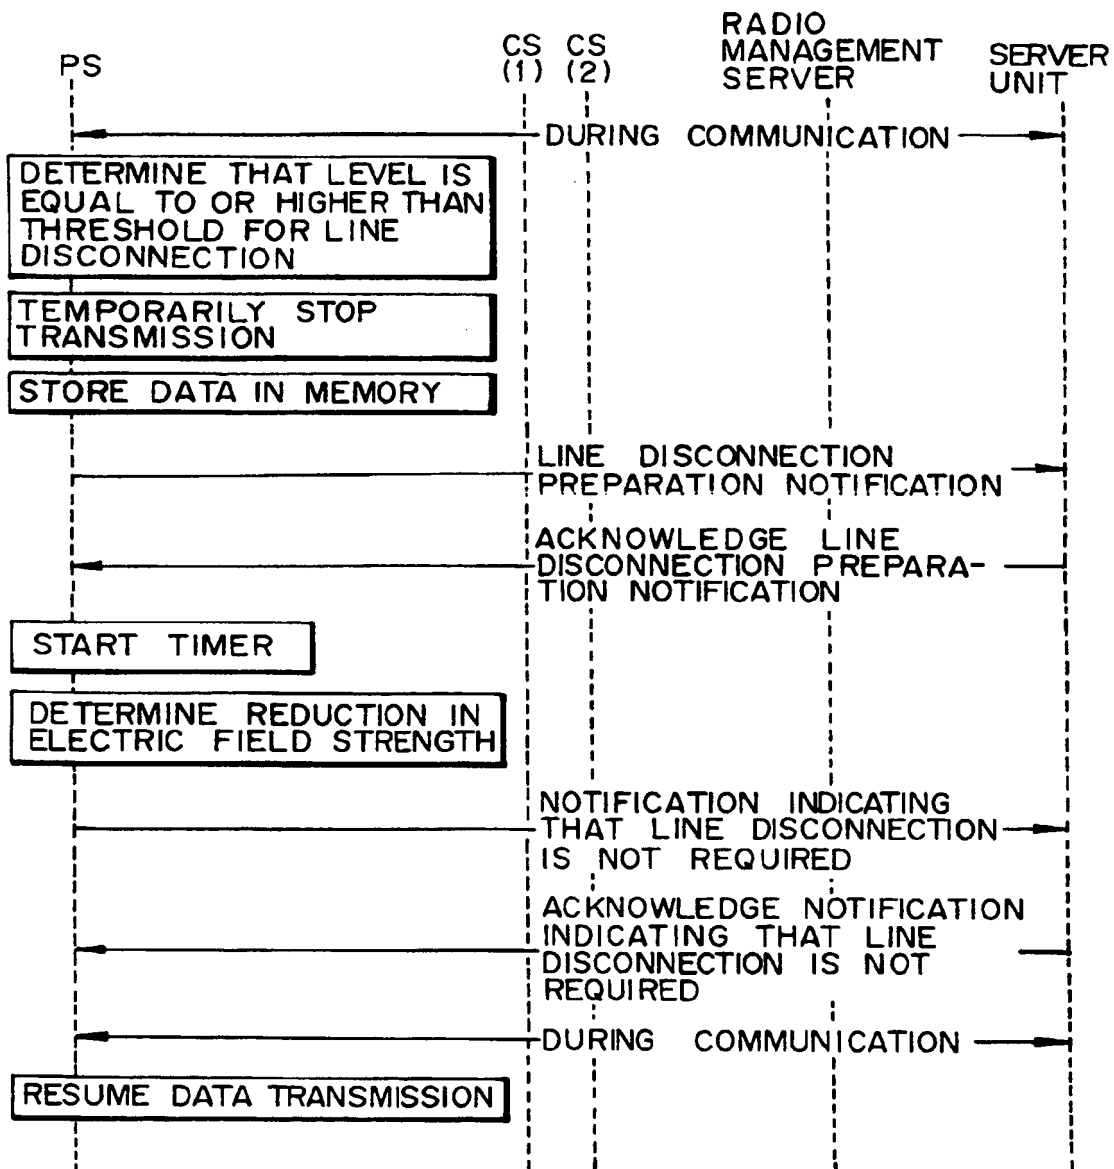 PS
CS
(1)
CS
(2)
RADIO
MANAGEMENT
SERVER
SERVER
UNIT
DURING COMMUNICATION
DETERMINE THAT LEVEL IS
EQUAL TO OR HIGHER THAN
THRESHOLD FOR LINE
DISCONNECTION
TEMPORARILY STOP
TRANSMISSION
STORE DATA IN MEMORY
LINE DISCONNECTION
PREPARATION NOTIFICATION
ACKNOWLEDGE LINE
DISCONNECTION PREPARA-
TION NOTIFICATION
START TIMER
DETERMINE REDUCTION IN
ELECTRIC FIELD STRENGTH
NOTIFICATION INDICATING
THAT LINE DISCONNECTION
IS NOT REQUIRED
ACKNOWLEDGE NOTIFICATION
INDICATING THAT LINE
DISCONNECTION IS NOT
REQUIRED
DURING COMMUNICATION
RESUME DATA TRANSMISSION